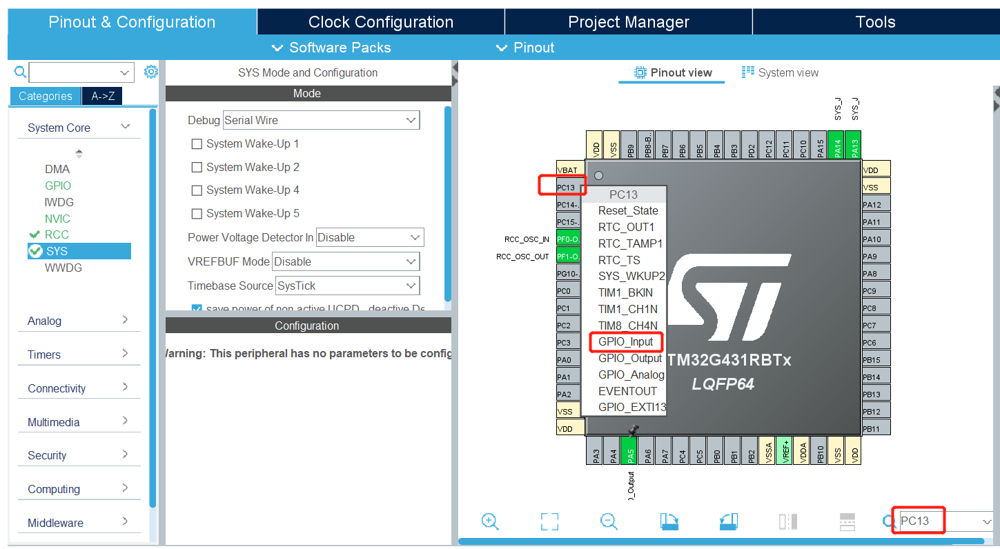 Pinout & Configuration
Clock Configuration
Project Manager
Tools
Software Packs
Pinout
Categories
A->Z
System Core
DMA
GPIO
IWDG
NVIC
RCC
SYS
WWDG
Analog
Timers
Connectivity
Multimedia
Security
Computing
Middleware
SYS Mode and Configuration
Mode
Debug Serial Wire
System Wake-Up 1
System Wake-Up 2
System Wake-Up 4
System Wake-Up 5
Power Voltage Detector In Disable
VREFBUF Mode Disable
Timebase Source SysTick
save power of non active UCPD - deactive De
Configuration
arning: This peripheral has no parameters to be config
Pinout view
System view
SYS_J
SYS_J
VDD
VSS
PB9
PB8-B..
PB7
PB6
PB5
PB4
PB3
PD2
PC12
PC11
PC10
PA15
PA14
PA13
VBAT
PC13
PC14-.
PC15-.
RCC_OSC_IN
PF0-O.
RCC_OSC_OUT
PF1-O.
PG10-.
PC0
PC1
PC2
PC3
PA0
PA1
PA2
VSS
VDD
PC13
Reset_State
RTC_OUT1
RTC_TAMP1
RTC_TS
SYS_WKUP2
TIM1_BKIN
TIM1_CH1N
TIM8_CH4N
GPIO_Input
GPIO_Output
GPIO_Analog
EVENTOUT
GPIO_EXTI13
ST
TM32G431RBTx
LQFP64
VDD
VSS
PA12
PA11
PA10
PA9
PA8
PC9
PC8
PC7
PC6
PB15
PB14
PB13
PB12
PB11
PA3
PA4
PA5
PA6
PA7
PC4
PC5
PB0
PB1
PB2
VSSA
VREF+
VDDA
PB10
VSS
VDD
_Output
PC13